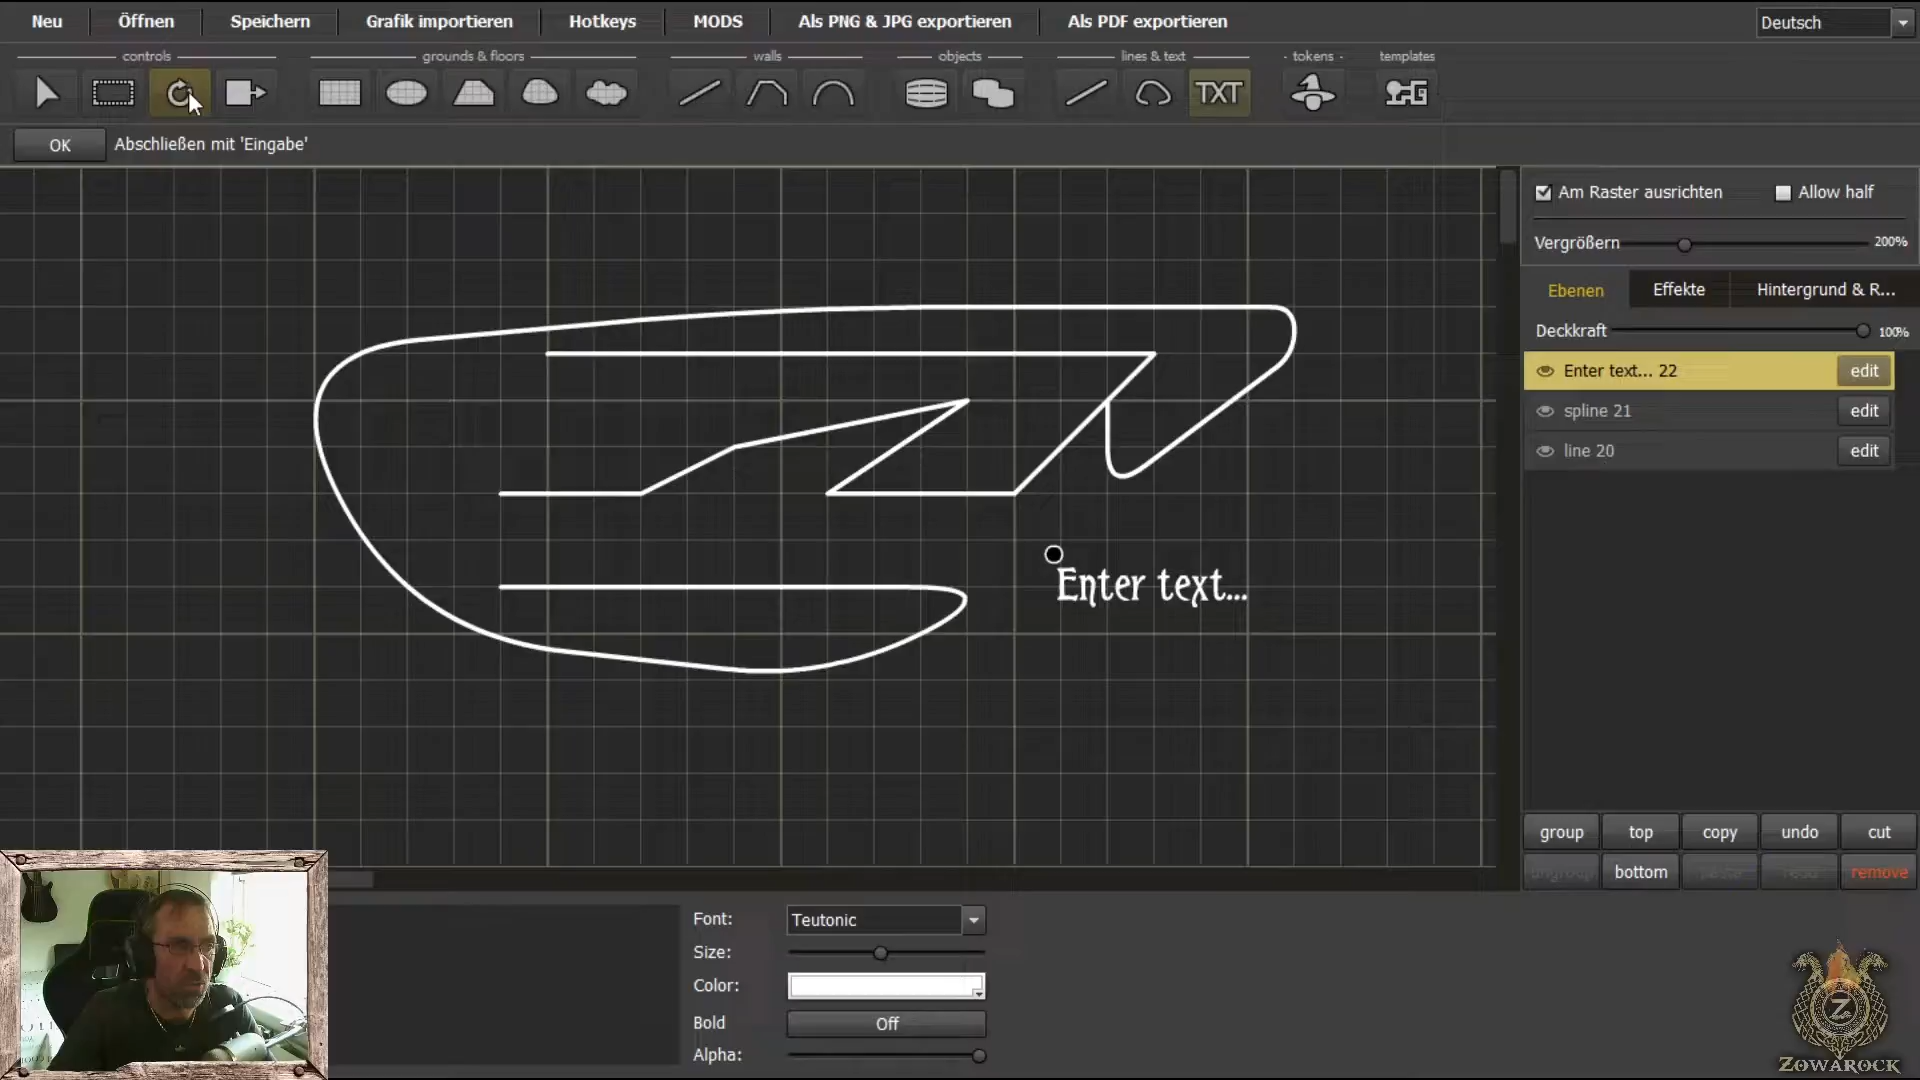 Neu Öffnen Speichern Grafik importieren Hotkeys MODS Als PNG & JPG exportieren Als PDF exportieren Deutsch
controls grounds & floors walls objects lines & text tokens templates
TXT
OK Abschließen mit 'Eingabe'
Am Raster ausrichten Allow half
Vergrößern 200%
Ebenen Effekte Hintergrund & R...
Deckkraft 100%
Enter text... 22 edit
spline 21 edit
line 20 edit
Enter text...
group top copy undo cut
ungroup bottom paste redo remove
Font: Teutonic
Size:
Color:
Bold Off
Alpha:
Z
ZOWAROCK